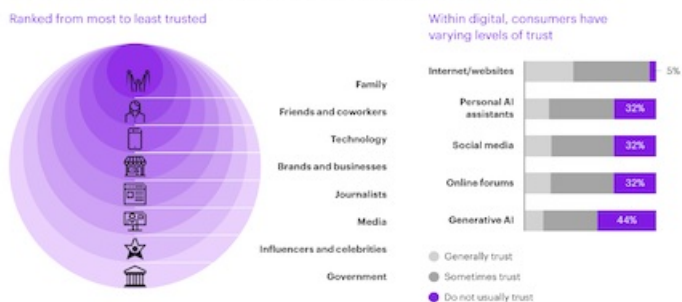 Ranked from most to least trusted
Family
Friends and coworkers
Technology
Brands and businesses
Journalists
Media
Influencers and celebrities
Government
Within digital, consumers have
varying levels of trust
Internet/websites
5%
Personal AI
assistants
32%
Social media
32%
Online forums
32%
Generative AI
44%
Generally trust
Sometimes trust
Do not usually trust